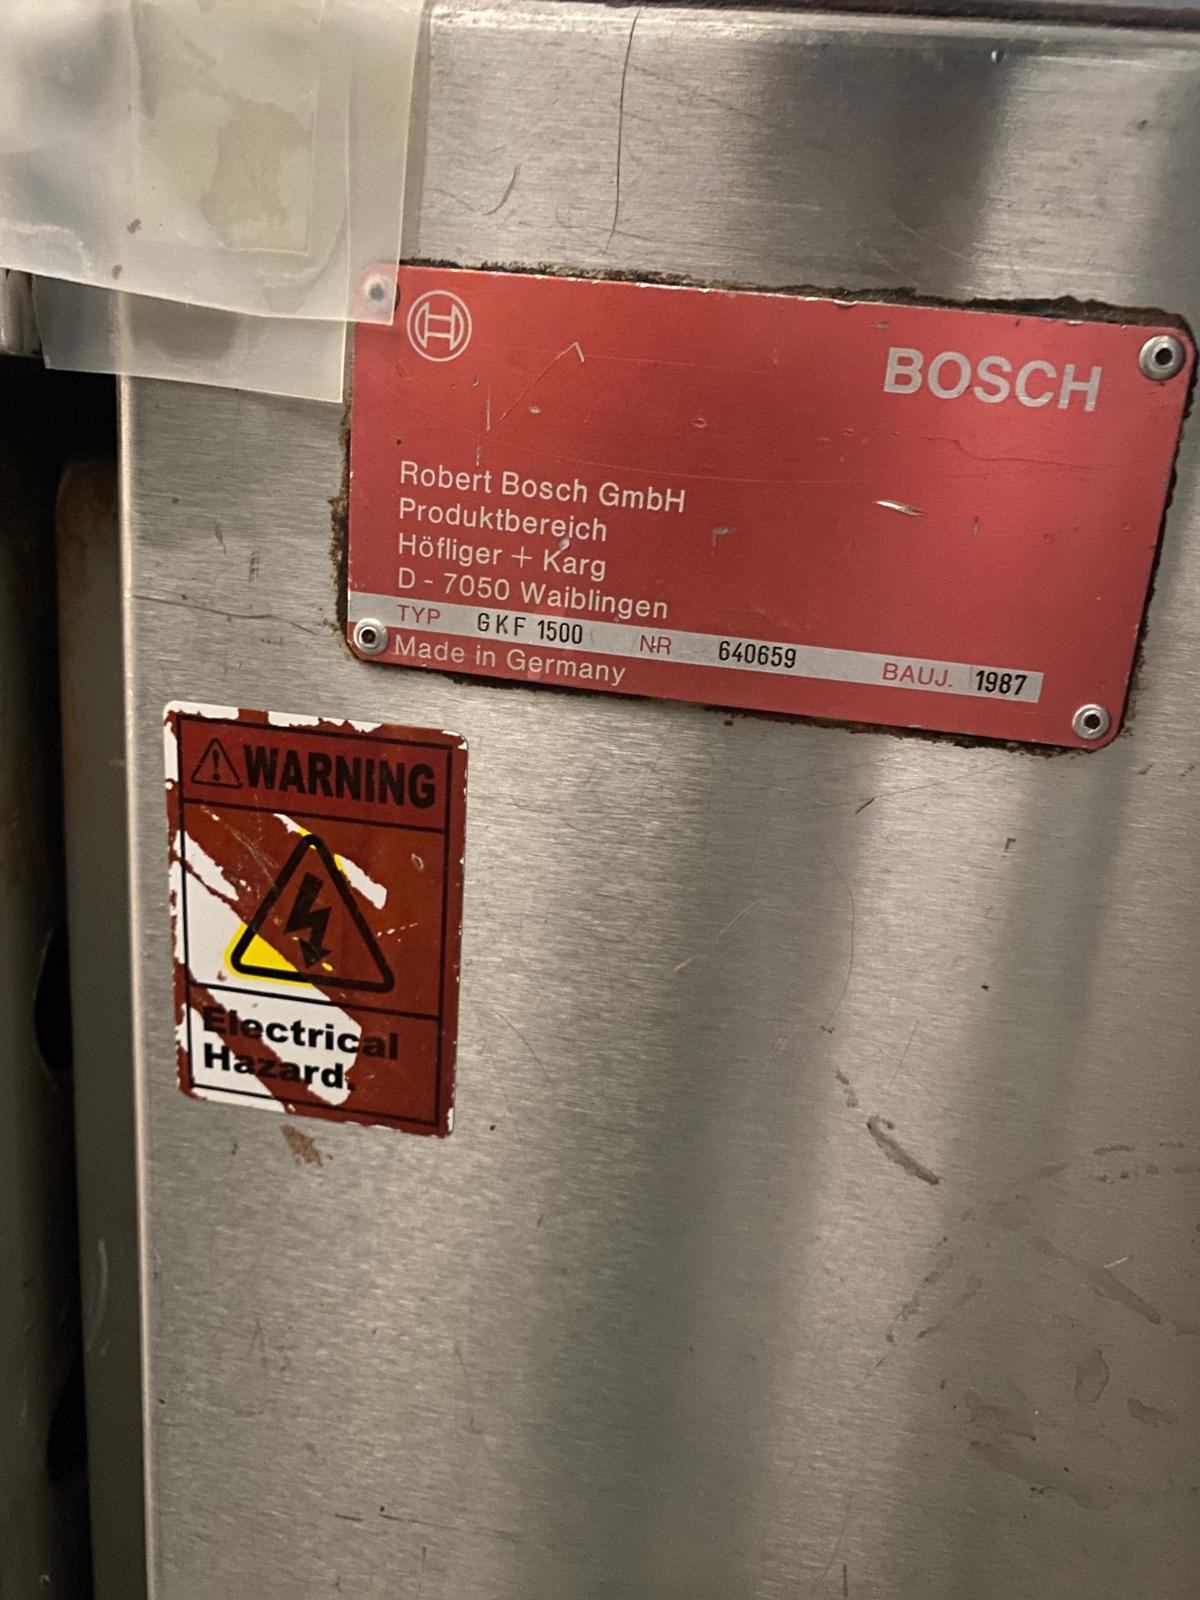 BOSCH
Robert Bosch GmbH
Produktbereich
Höfliger + Karg
D - 7050 Waiblingen
TYP GKF 1500 NR 640659 BAUJ. 1987
Made in Germany
WARNING
Electrical
Hazard.